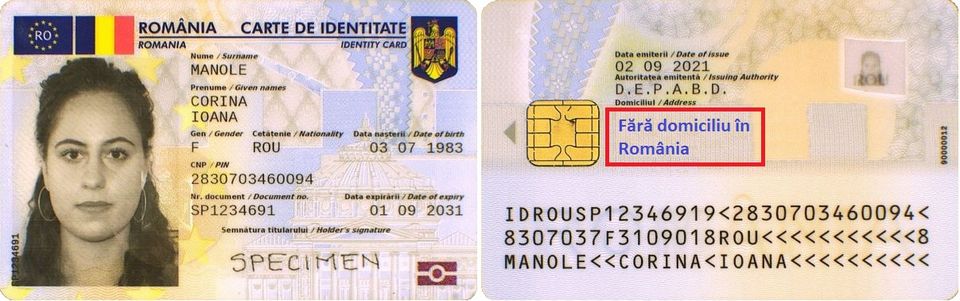 RO
ROMÂNIA CARTE DE IDENTITATE
ROMANIA IDENTITY CARD
Nume / Surname
MANOLE
Prenume / Given names
CORINA
IOANA
Gen / Gender Cetățenie / Nationality Data nașterii / Date of birth
F ROU 03 07 1983
CNP / PIN
2830703460094
Nr. document / Document no. Data expirării / Date of expiry
SP1234691 01 09 2031
Semnătura titularului / Holder's signature
SPECIMEN
SP1234691
Data emiterii / Date of issue
02 09 2021
Autoritatea emitentă / Issuing Authority
D.E.P.A.B.D.
Domiciliul / Address
Fără domiciliu în
România
ROU
90000012
IDROUSP12346919<2830703460094<
8307037F3109018ROU<<<<<<<<<<<8
MANOLE<<CORINA<IOANA<<<<<<<<<<